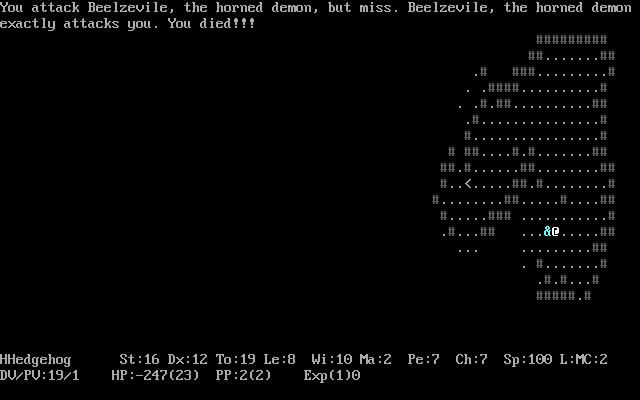 You attack Beelzevile, the horned demon, but miss. Beelzevile, the horned demon
exactly attacks you. You died!!!
HHedgehog St:16 Dx:12 To:19 Le:8 Wi:10 Ma:2 Pe:7 Ch:7 Sp:100 L:MC:2
DV/PV:19/1 HP:-247(23) PP:2(2) Exp(1)0